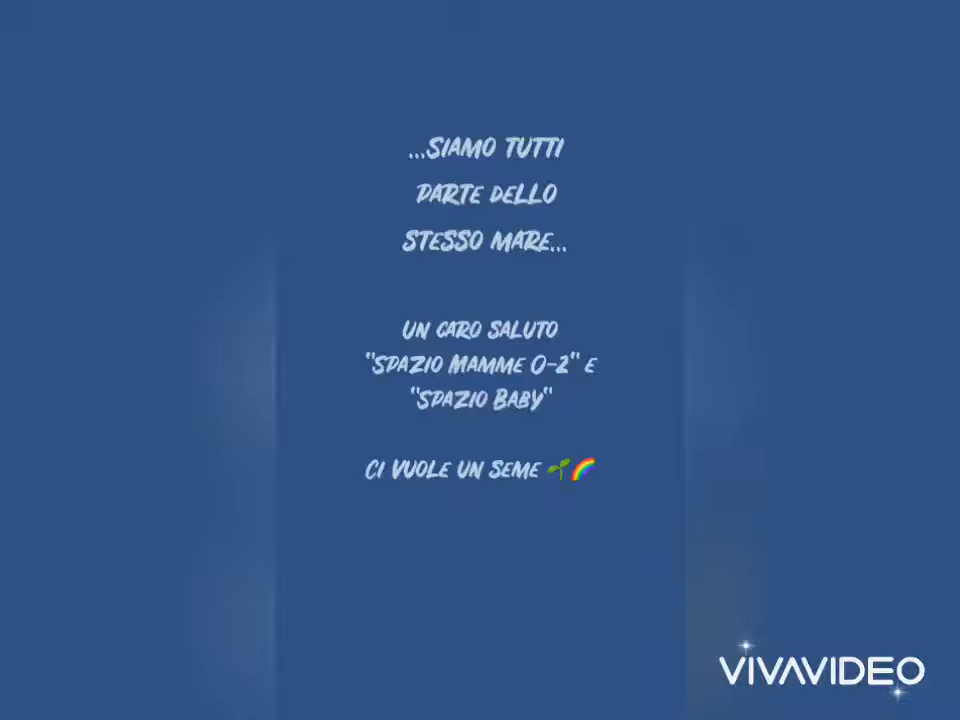 ...SIAMO TUTTI
PARTE DELLO
STESSO MARE...
UN CARO SALUTO
"SPAZIO MAMME 0-2" E
"SPAZIO BABY"
CI VUOLE UN SEME 🌱🌈
VIVAVIDEO